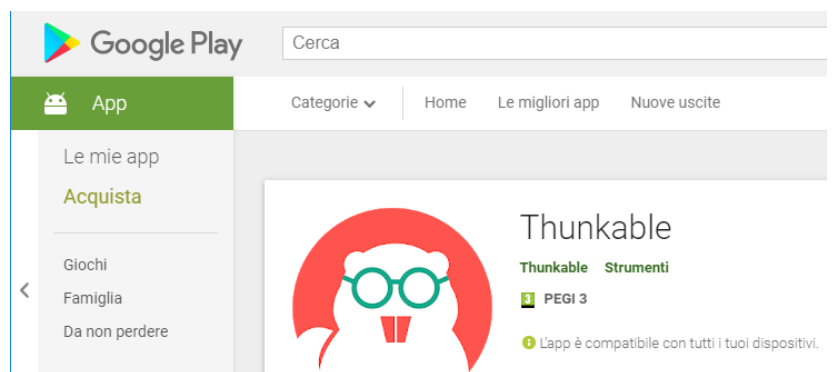 Google Play
Cerca
App
Categorie
Home
Le migliori app
Nuove uscite
Le mie app
Acquista
Giochi
Famiglia
Da non perdere
Thunkable
Thunkable Strumenti
3 PEGI 3
L'app è compatibile con tutti i tuoi dispositivi.